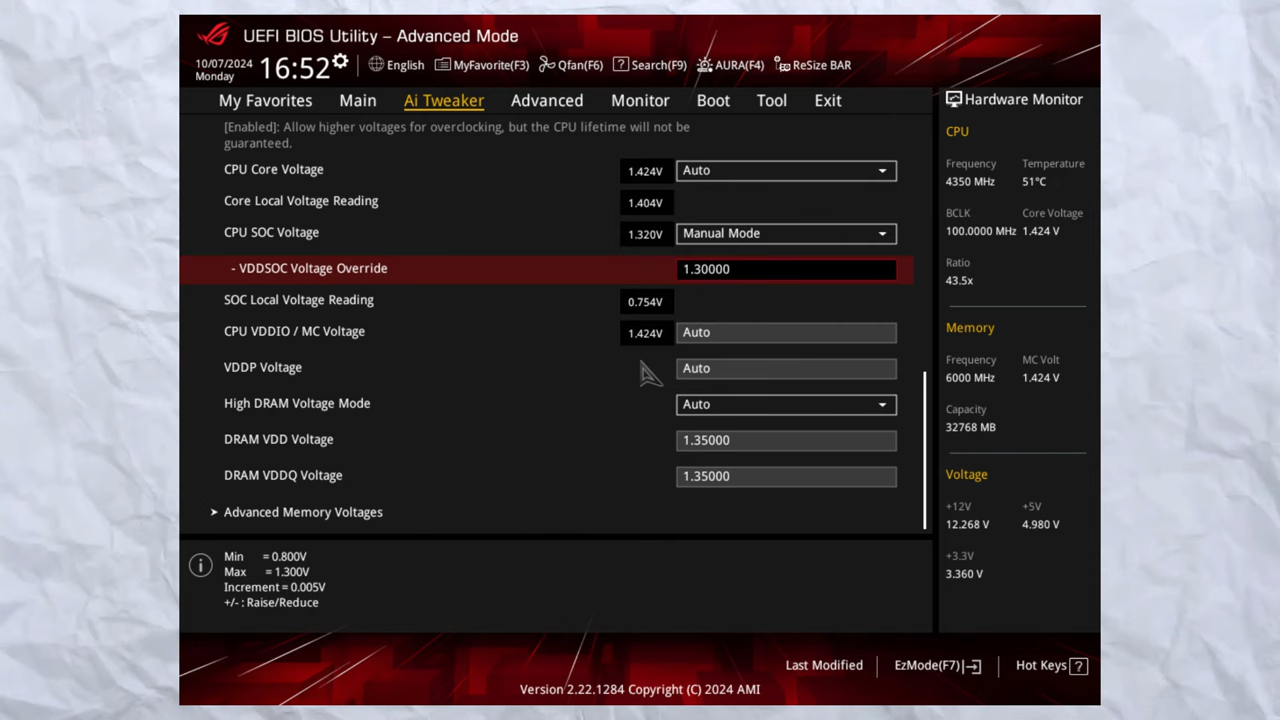 UEFI BIOS Utility – Advanced Mode
10/07/2024
Monday
16:52
English
MyFavorite(F3)
Qfan(F6)
? Search(F9)
AURA(F4)
ReSize BAR
My Favorites
Main
Ai Tweaker
Advanced
Monitor
Boot
Tool
Exit
[Enabled]: Allow higher voltages for overclocking, but the CPU lifetime will not be
guaranteed.
CPU Core Voltage 1.424V Auto
Core Local Voltage Reading 1.404V
CPU SOC Voltage 1.320V Manual Mode
- VDDSOC Voltage Override 1.30000
SOC Local Voltage Reading 0.754V
CPU VDDIO / MC Voltage 1.424V Auto
VDDP Voltage Auto
High DRAM Voltage Mode Auto
DRAM VDD Voltage 1.35000
DRAM VDDQ Voltage 1.35000
Advanced Memory Voltages
Min = 0.800V
Max = 1.300V
Increment = 0.005V
+/- : Raise/Reduce
Hardware Monitor
CPU
Frequency Temperature
4350 MHz 51°C
BCLK Core Voltage
100.0000 MHz 1.424 V
Ratio
43.5x
Memory
Frequency MC Volt
6000 MHz 1.424 V
Capacity
32768 MB
Voltage
+12V +5V
12.268 V 4.980 V
+3.3V
3.360 V
Last Modified
EzMode(F7)
Hot Keys ?
Version 2.22.1284 Copyright (C) 2024 AMI